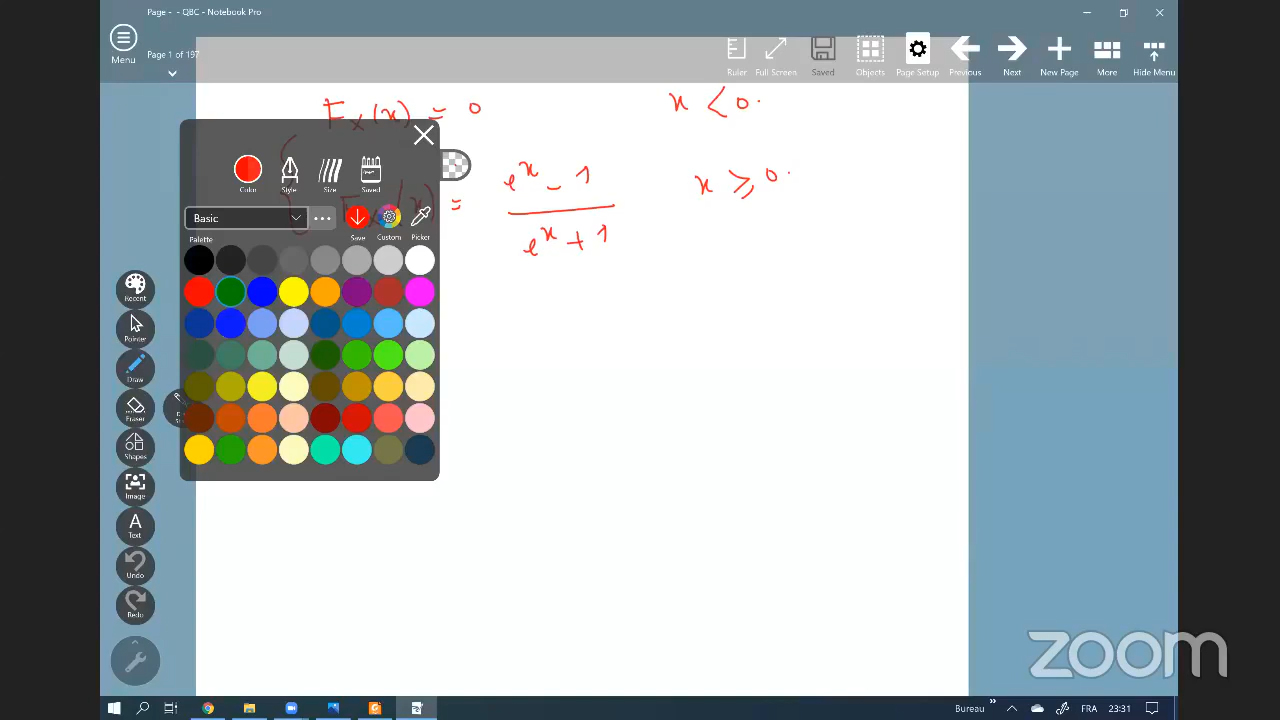 Page - - QBC - Notebook Pro
Menu
Page 1 of 197
Ruler
Full Screen
Saved
Objects
Page Setup
Previous
Next
New Page
More
Hide Menu
F_X(x) = 0 x < 0.
Color
Style
Size
Saved
F_X(x) = (e^x - 1)/(e^x + 1) x ≥ 0.
Basic
...
Palette
Save
Custom
Picker
Recent
Pointer
Draw
Eraser
Shapes
Image
A
Text
Undo
Redo
zoom
Bureau
FRA
23:31